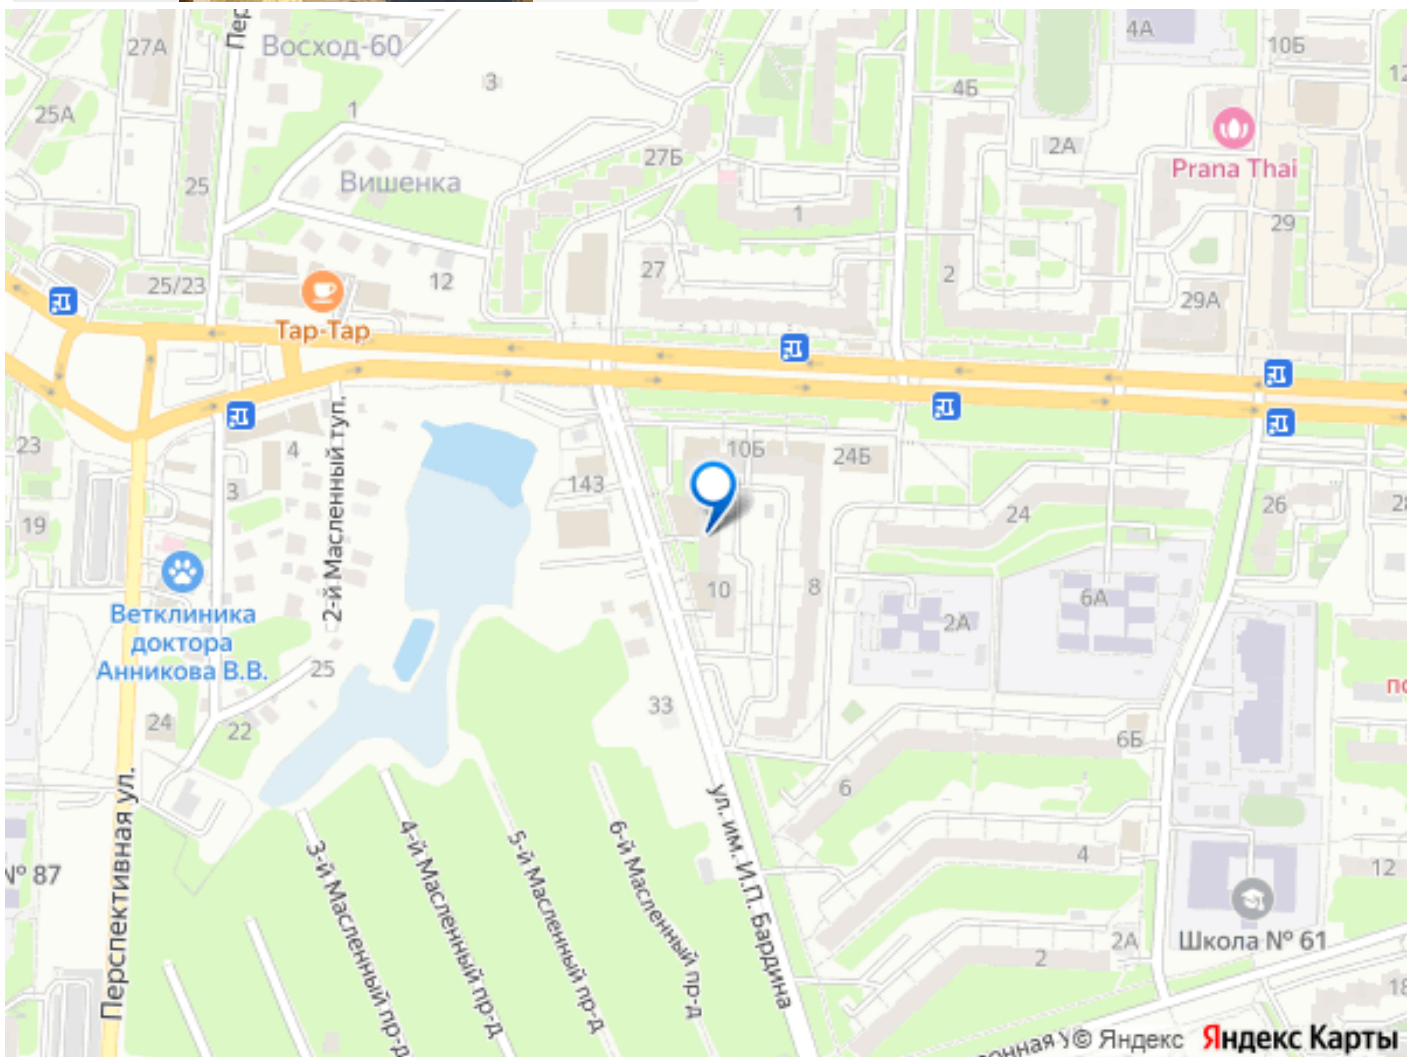 27А
Восход-60
4А
10Б
3
4Б
25А
1
2А
27Б
Prana Thai
25
Вишенка
1
29
27
2
12
25/23
29А
Тар-Тар
10Б
24Б
23
4
143
3
24
26
19
2-й Масленный туп.
10
8
6А
2А
Ветклиника
доктора
Анникова В.В.
25
33
24
22
6Б
6
ул. им. И.П. Бардина
Перспективная ул.
3-й Масленный пр-д
4-й Масленный пр-д
5-й Масленный пр-д
6-й Масленный пр-д
4
12
№ 87
2А
Школа № 61
2
© Яндекс
Яндекс Карты